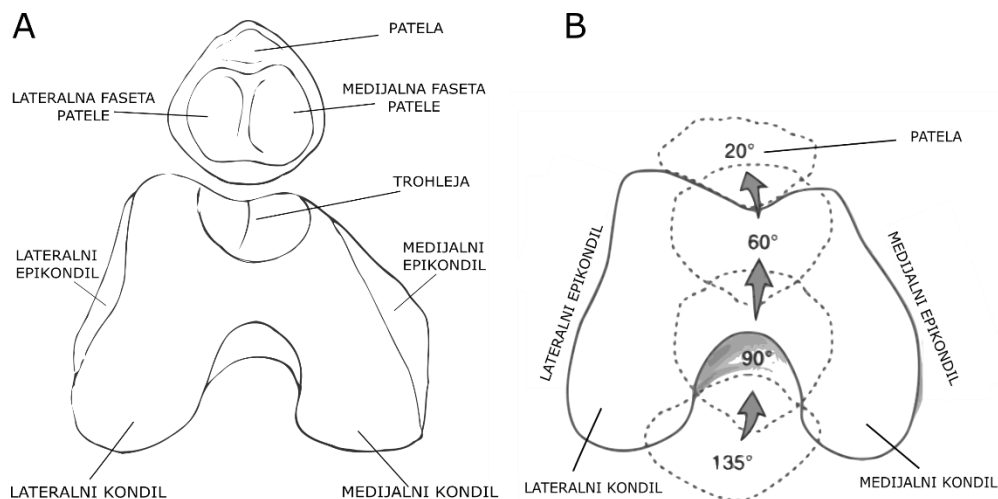 A
PATELA
LATERALNA FASETA
PATELE
MEDIJALNA FASETA
PATELE
TROHLEJA
LATERALNI
EPIKONDIL
MEDIJALNI
EPIKONDIL
LATERALNI KONDIL
MEDIJALNI KONDIL
B
PATELA
20°
60°
90°
135°
LATERALNI EPIKONDIL
MEDIJALNI EPIKONDIL
LATERALNI KONDIL
MEDIJALNI KONDIL